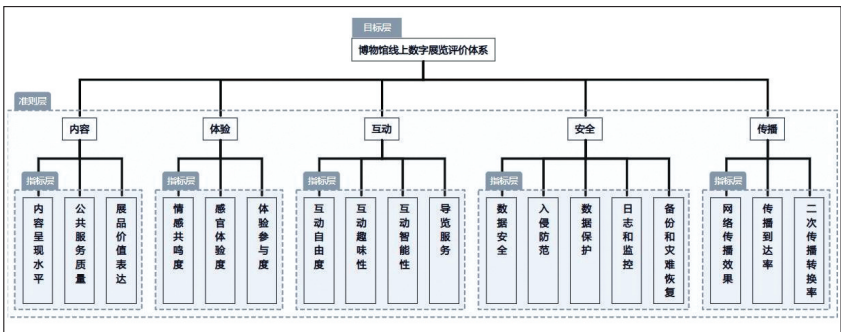 目标层
博物馆线上数字展览评价体系
准则层
内容
体验
互动
安全
传播
指标层
内容呈现水平
公共服务质量
展品价值表达
指标层
情感共鸣度
感官体验度
体验参与度
指标层
互动自由度
互动趣味性
互动智能性
导览服务
指标层
数据安全
入侵防范
数据保护
日志和监控
备份和灾难恢复
指标层
网络传播效果
传播到达率
二次传播转换率